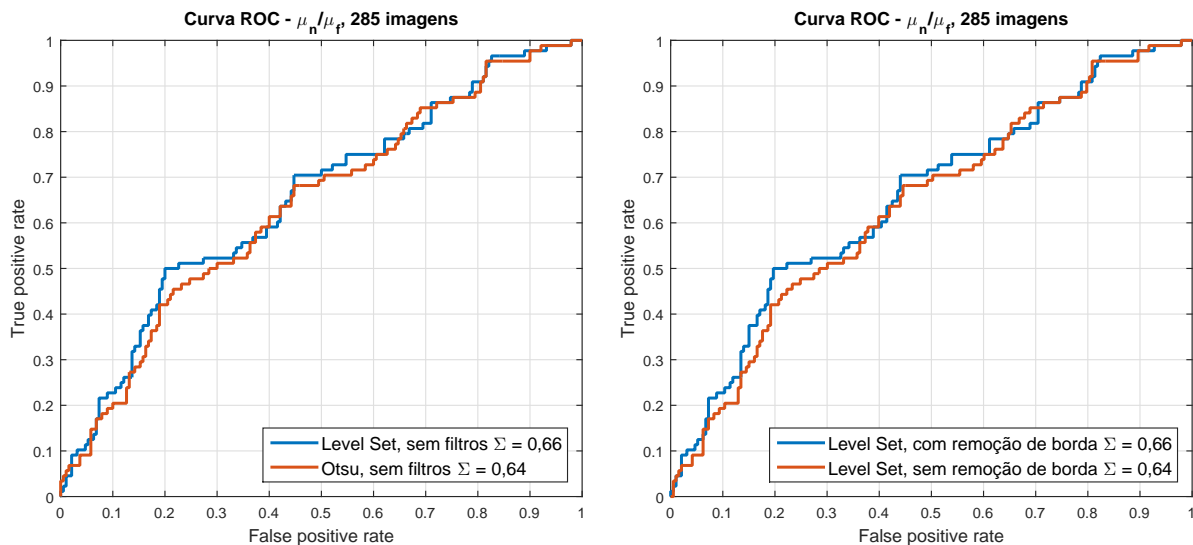 Curva ROC - μn/μf, 285 imagens
True positive rate
1
0.9
0.8
0.7
0.6
0.5
0.4
0.3
0.2
0.1
0
Level Set, sem filtros Σ = 0,66
Otsu, sem filtros Σ = 0,64
0 0.1 0.2 0.3 0.4 0.5 0.6 0.7 0.8 0.9 1
False positive rate
Curva ROC - μn/μf, 285 imagens
True positive rate
1
0.9
0.8
0.7
0.6
0.5
0.4
0.3
0.2
0.1
0
Level Set, com remoção de borda Σ = 0,66
Level Set, sem remoção de borda Σ = 0,64
0 0.1 0.2 0.3 0.4 0.5 0.6 0.7 0.8 0.9 1
False positive rate